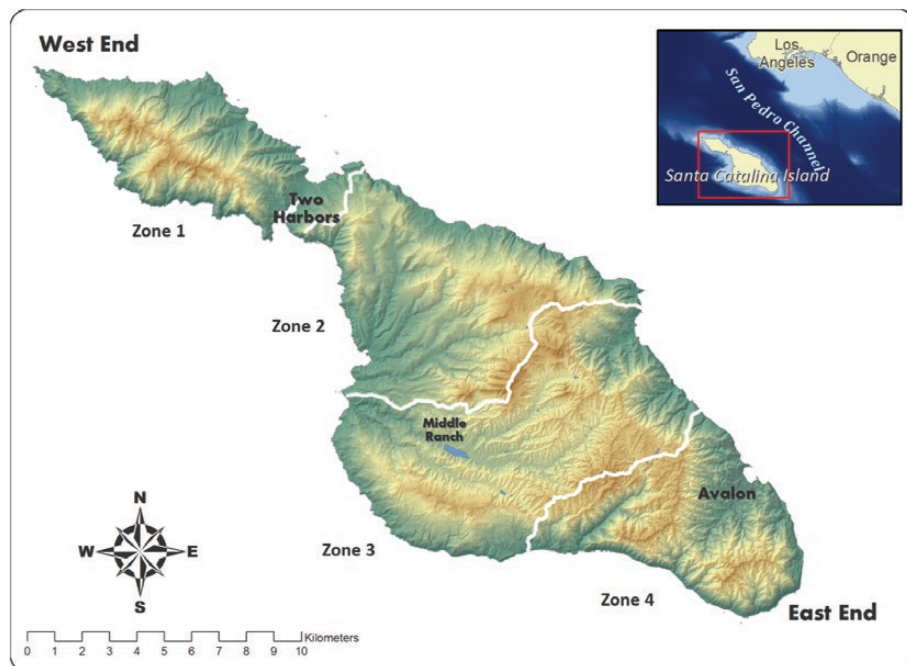 West End
Los
Angeles
Orange
San Pedro Channel
Santa Catalina Island
Two
Harbors
Zone 1
Zone 2
Middle
Ranch
Avalon
N
W
E
S
Zone 3
Zone 4
East End
0 1 2 3 4 5 6 7 8 9 10
Kilometers